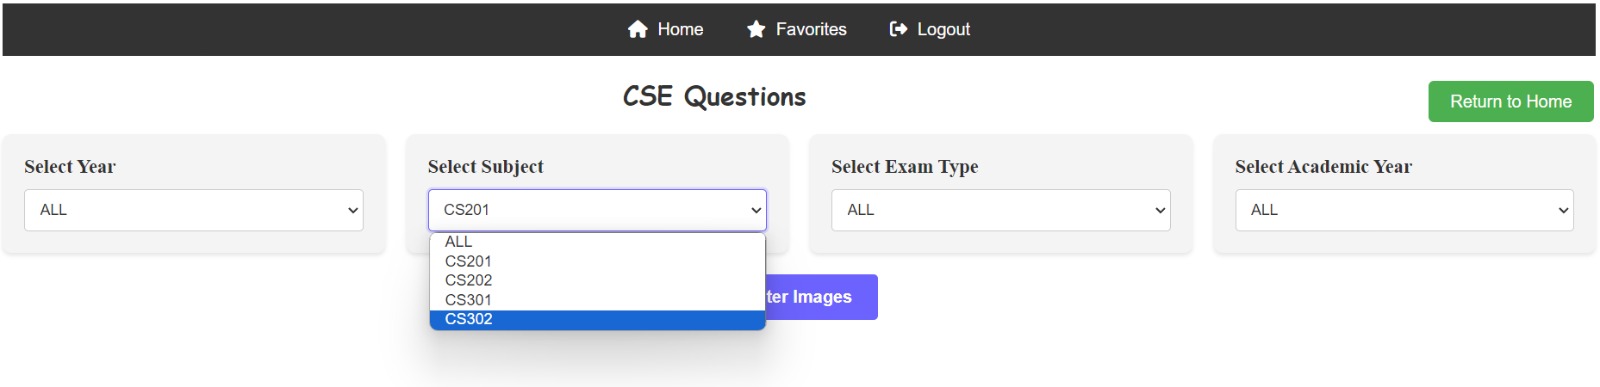 Home Favorites Logout
CSE Questions
Return to Home
Select Year
ALL
Select Subject
CS201
ALL
CS201
CS202
CS301
CS302
Select Exam Type
ALL
Select Academic Year
ALL
ter Images